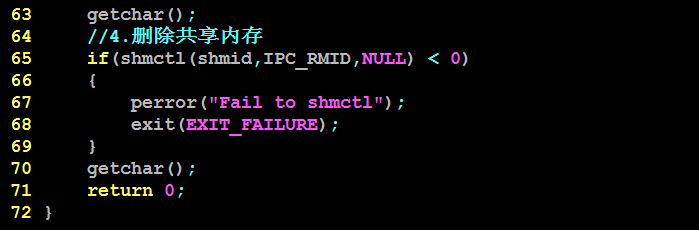 63     getchar();
64     //4.删除共享内存
65     if(shmctl(shmid,IPC_RMID,NULL) < 0)
66     {
67         perror("Fail to shmctl");
68         exit(EXIT_FAILURE);
69     }
70     getchar();
71     return 0;
72 }